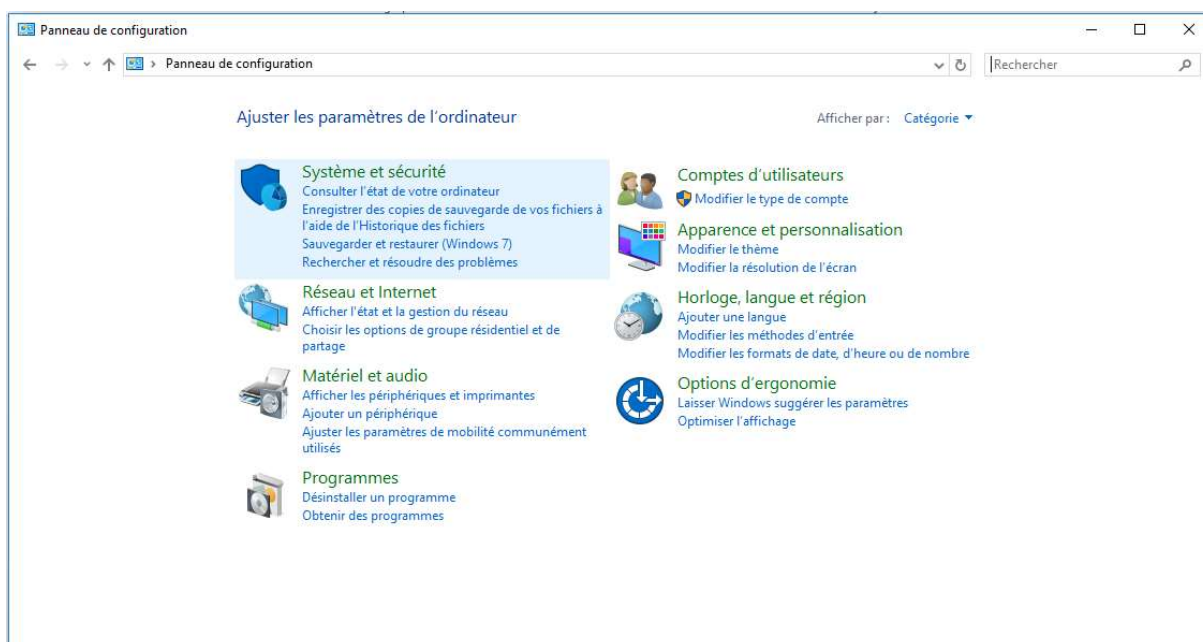 Panneau de configuration
Panneau de configuration
Rechercher
Ajuster les paramètres de l'ordinateur
Afficher par :
Catégorie
Système et sécurité
Consulter l'état de votre ordinateur
Enregistrer des copies de sauvegarde de vos fichiers à
l'aide de l'Historique des fichiers
Sauvegarder et restaurer (Windows 7)
Rechercher et résoudre des problèmes
Réseau et Internet
Afficher l'état et la gestion du réseau
Choisir les options de groupe résidentiel et de
partage
Matériel et audio
Afficher les périphériques et imprimantes
Ajouter un périphérique
Ajuster les paramètres de mobilité communément
utilisés
Programmes
Désinstaller un programme
Obtenir des programmes
Comptes d'utilisateurs
Modifier le type de compte
Apparence et personnalisation
Modifier le thème
Modifier la résolution de l'écran
Horloge, langue et région
Ajouter une langue
Modifier les méthodes d'entrée
Modifier les formats de date, d'heure ou de nombre
Options d'ergonomie
Laisser Windows suggérer les paramètres
Optimiser l'affichage